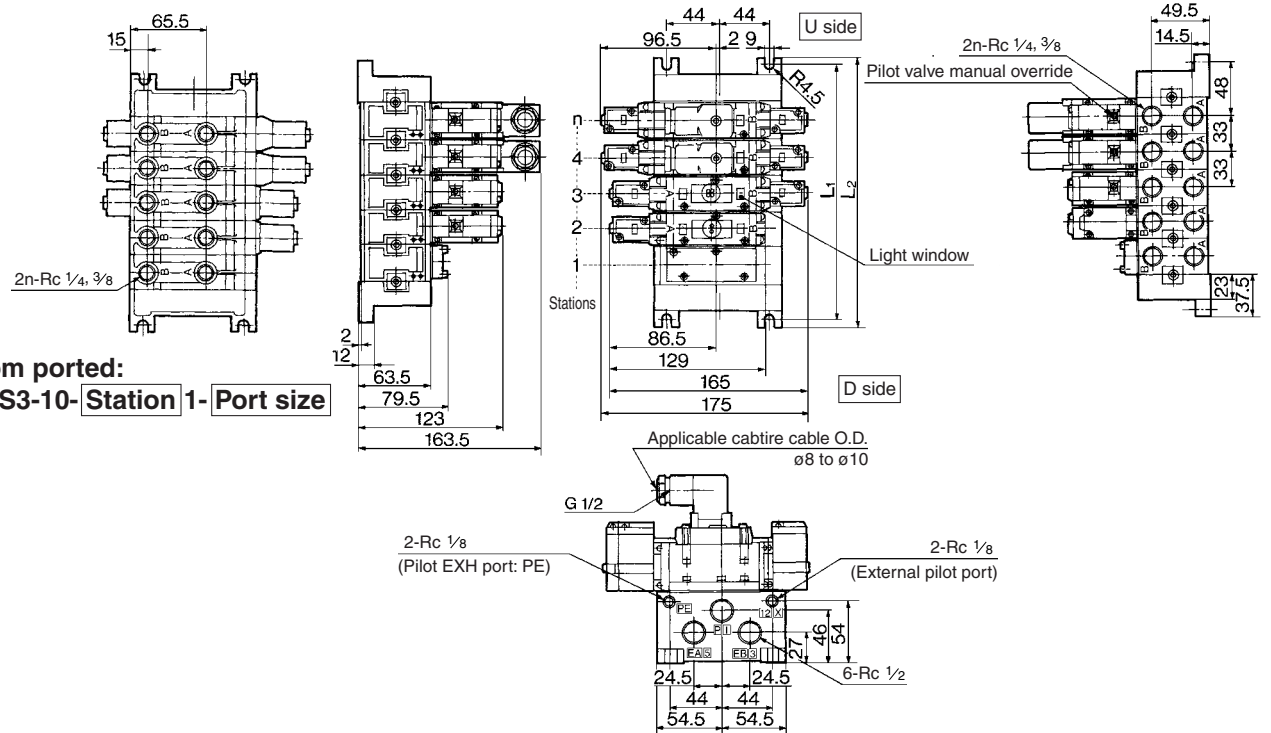 65.5
15
2n-Rc 1/4, 3/8
B
A
B
A
B
A
B
A
B
A
om ported:
S3-10- Station 1- Port size
2
12
63.5
79.5
123
163.5
44
44
U side
96.5
2
9
R4.5
n
4
3
2
1
Stations
B
B
B
A
B
L1
L2
Light window
86.5
129
165
175
D side
49.5
14.5
2n-Rc 1/4, 3/8
Pilot valve manual override
48
33
33
B
A
B
A
B
A
B
A
B
A
23
37.5
Applicable cabtire cable O.D.
ø8 to ø10
G 1/2
2-Rc 1/8
(Pilot EXH port: PE)
2-Rc 1/8
(External pilot port)
PE
12 X
P 1
EA 5
EB 3
27
46
54
6-Rc 1/2
24.5
24.5
44
44
54.5
54.5